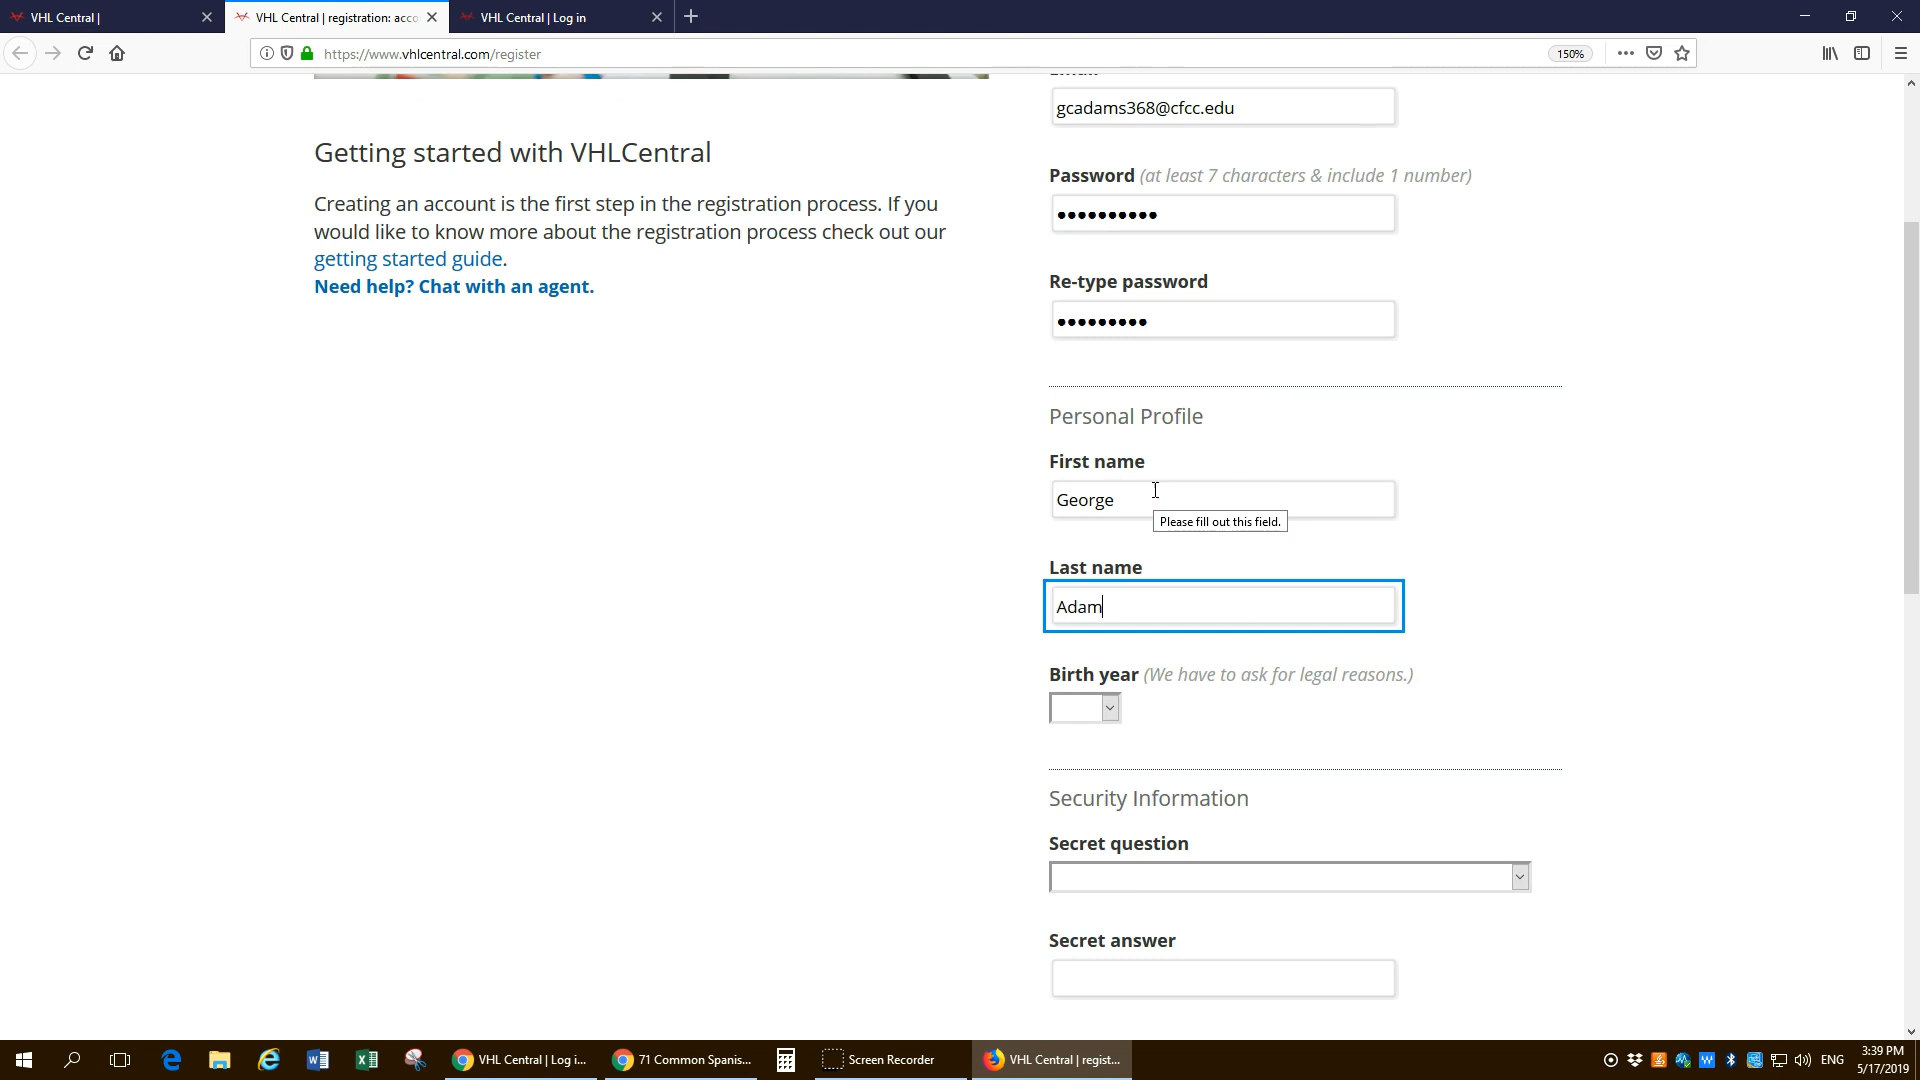 VHL Central |
VHL Central | registration: acco
VHL Central | Log in
https://www.vhlcentral.com/register
150%
gcadams368@cfcc.edu
Getting started with VHLCentral
Password (at least 7 characters & include 1 number)
Creating an account is the first step in the registration process. If you
would like to know more about the registration process check out our
getting started guide.
Need help? Chat with an agent.
Re-type password
Personal Profile
First name
George
Please fill out this field.
Last name
Adam
Birth year (We have to ask for legal reasons.)
Security Information
Secret question
Secret answer
VHL Central | Log i...
71 Common Spanis...
Screen Recorder
VHL Central | regist...
ENG
3:39 PM
5/17/2019